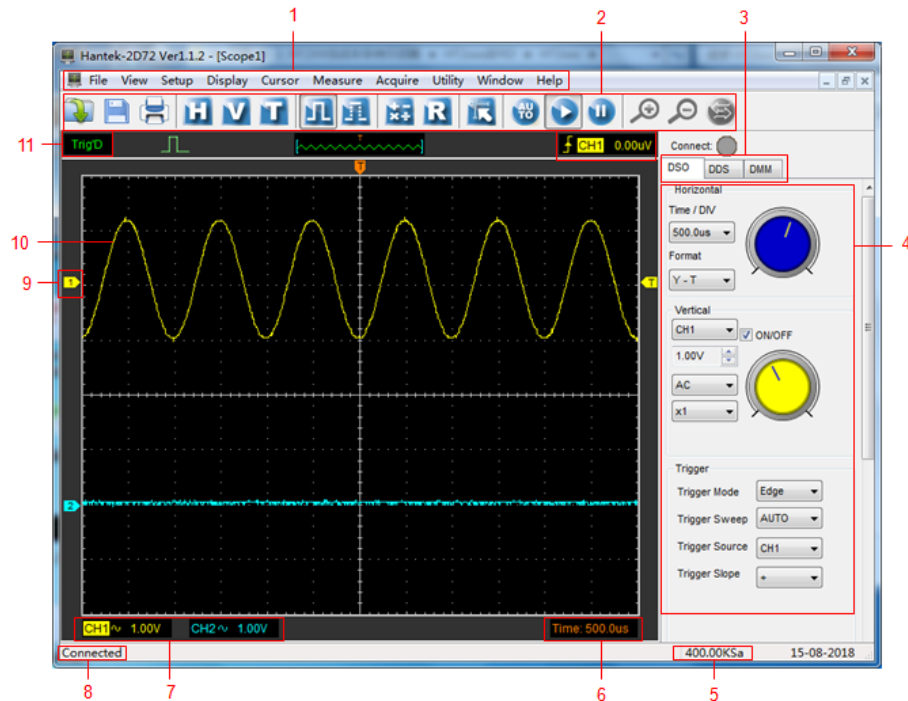 1 2 3
Hantek-2D72 Ver1.1.2 - [Scope1]
File View Setup Display Cursor Measure Acquire Utility Window Help
H V T R AUTO
11 Trig'D T CH1 0.00uV Connect:
DSO DDS DMM
T
Horizontal
Time / DIV
500.0us
10 4
Format
9 1 T Y - T
Vertical
CH1 ON/OFF
1.00V
AC
x1
Trigger
Trigger Mode Edge
2 Trigger Sweep AUTO
Trigger Source CH1
Trigger Slope +
CH1 1.00V CH2 1.00V Time: 500.0us
Connected 400.00KSa 15-08-2018
8 7 6 5